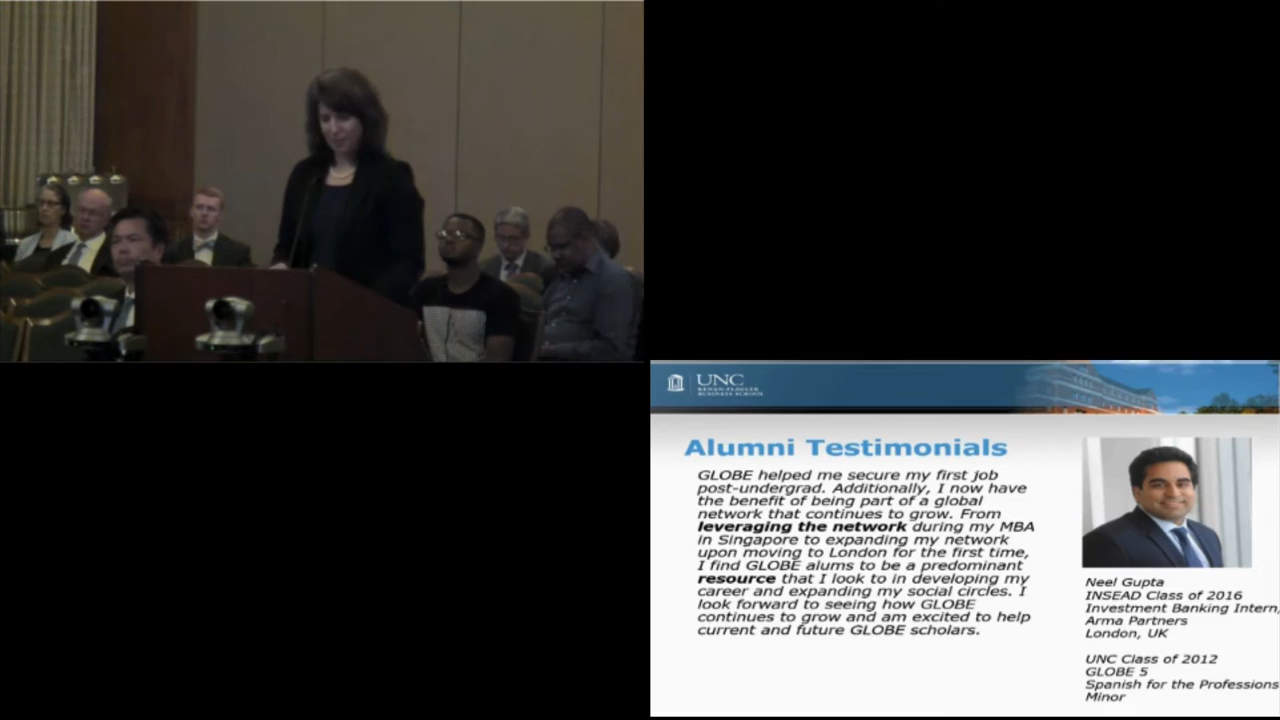 UNC
KENAN-FLAGLER
BUSINESS SCHOOL
Alumni Testimonials
GLOBE helped me secure my first job
post-undergrad. Additionally, I now have
the benefit of being part of a global
network that continues to grow. From
leveraging the network during my MBA
in Singapore to expanding my network
upon moving to London for the first time,
I find GLOBE alums to be a predominant
resource that I look to in developing my
career and expanding my social circles. I
look forward to seeing how GLOBE
continues to grow and am excited to help
current and future GLOBE scholars.
Neel Gupta
INSEAD Class of 2016
Investment Banking Intern,
Arma Partners
London, UK
UNC Class of 2012
GLOBE 5
Spanish for the Professions
Minor